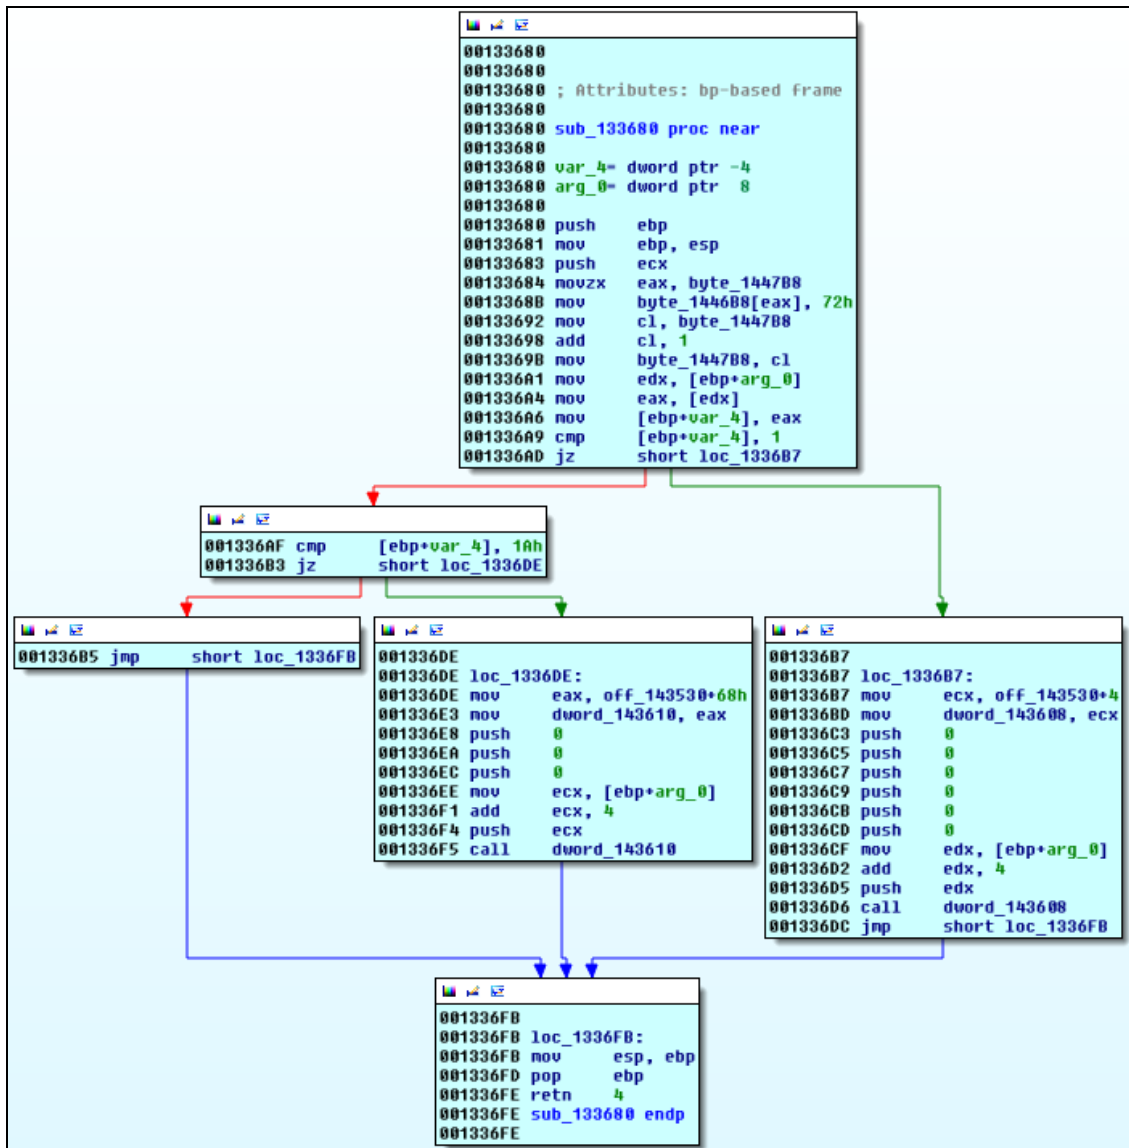 00133680
00133680
00133680 ; Attributes: bp-based frame
00133680
00133680 sub_133680 proc near
00133680
00133680 var_4= dword ptr -4
00133680 arg_0= dword ptr  8
00133680
00133680 push    ebp
00133681 mov     ebp, esp
00133683 push    ecx
00133684 movzx   eax, byte_1447B8
0013368B mov     byte_1446B8[eax], 72h
00133692 mov     cl, byte_1447B8
00133698 add     cl, 1
0013369B mov     byte_1447B8, cl
001336A1 mov     edx, [ebp+arg_0]
001336A4 mov     eax, [edx]
001336A6 mov     [ebp+var_4], eax
001336A9 cmp     [ebp+var_4], 1
001336AD jz      short loc_1336B7
001336AF cmp     [ebp+var_4], 1Ah
001336B3 jz      short loc_1336DE
001336B5 jmp     short loc_1336FB
001336DE
001336DE loc_1336DE:
001336DE mov     eax, off_143530+68h
001336E3 mov     dword_143610, eax
001336E8 push    0
001336EA push    0
001336EC push    0
001336EE mov     ecx, [ebp+arg_0]
001336F1 add     ecx, 4
001336F4 push    ecx
001336F5 call    dword_143610
001336B7
001336B7 loc_1336B7:
001336B7 mov     ecx, off_143530+4
001336BD mov     dword_143608, ecx
001336C3 push    0
001336C5 push    0
001336C7 push    0
001336C9 push    0
001336CB push    0
001336CD push    0
001336CF mov     edx, [ebp+arg_0]
001336D2 add     edx, 4
001336D5 push    edx
001336D6 call    dword_143608
001336DC jmp     short loc_1336FB
001336FB
001336FB loc_1336FB:
001336FB mov     esp, ebp
001336FD pop     ebp
001336FE retn    4
001336FE sub_133680 endp
001336FE